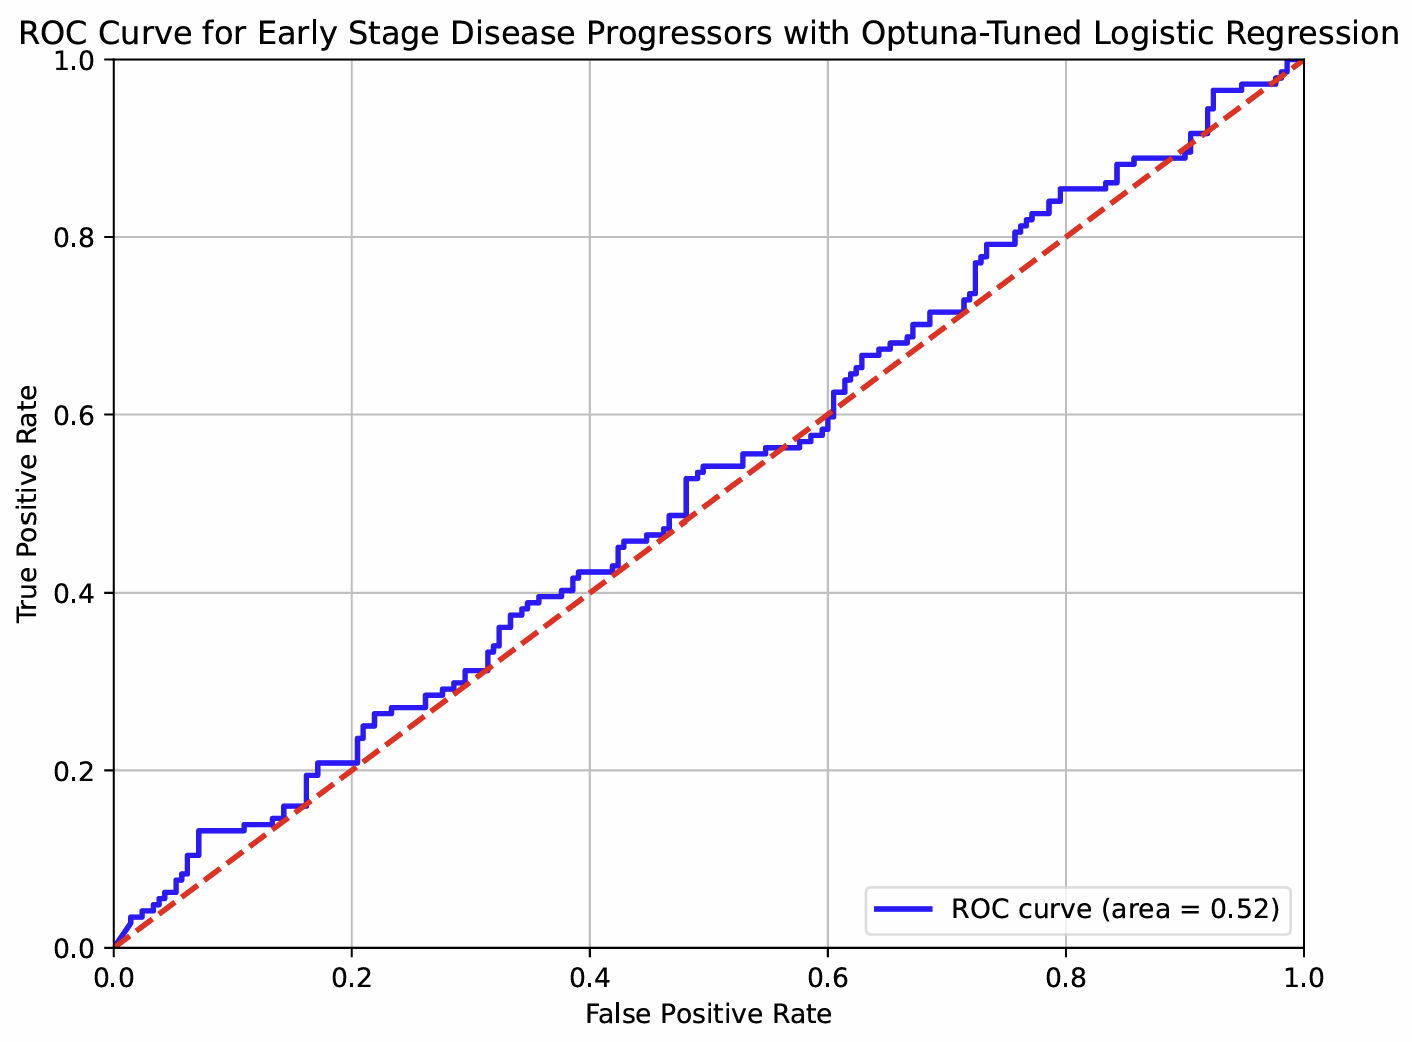 ROC Curve for Early Stage Disease Progressors with Optuna-Tuned Logistic Regression
1.0
0.8
0.6
0.4
0.2
0.0
True Positive Rate
ROC curve (area = 0.52)
0.0 0.2 0.4 0.6 0.8 1.0
False Positive Rate